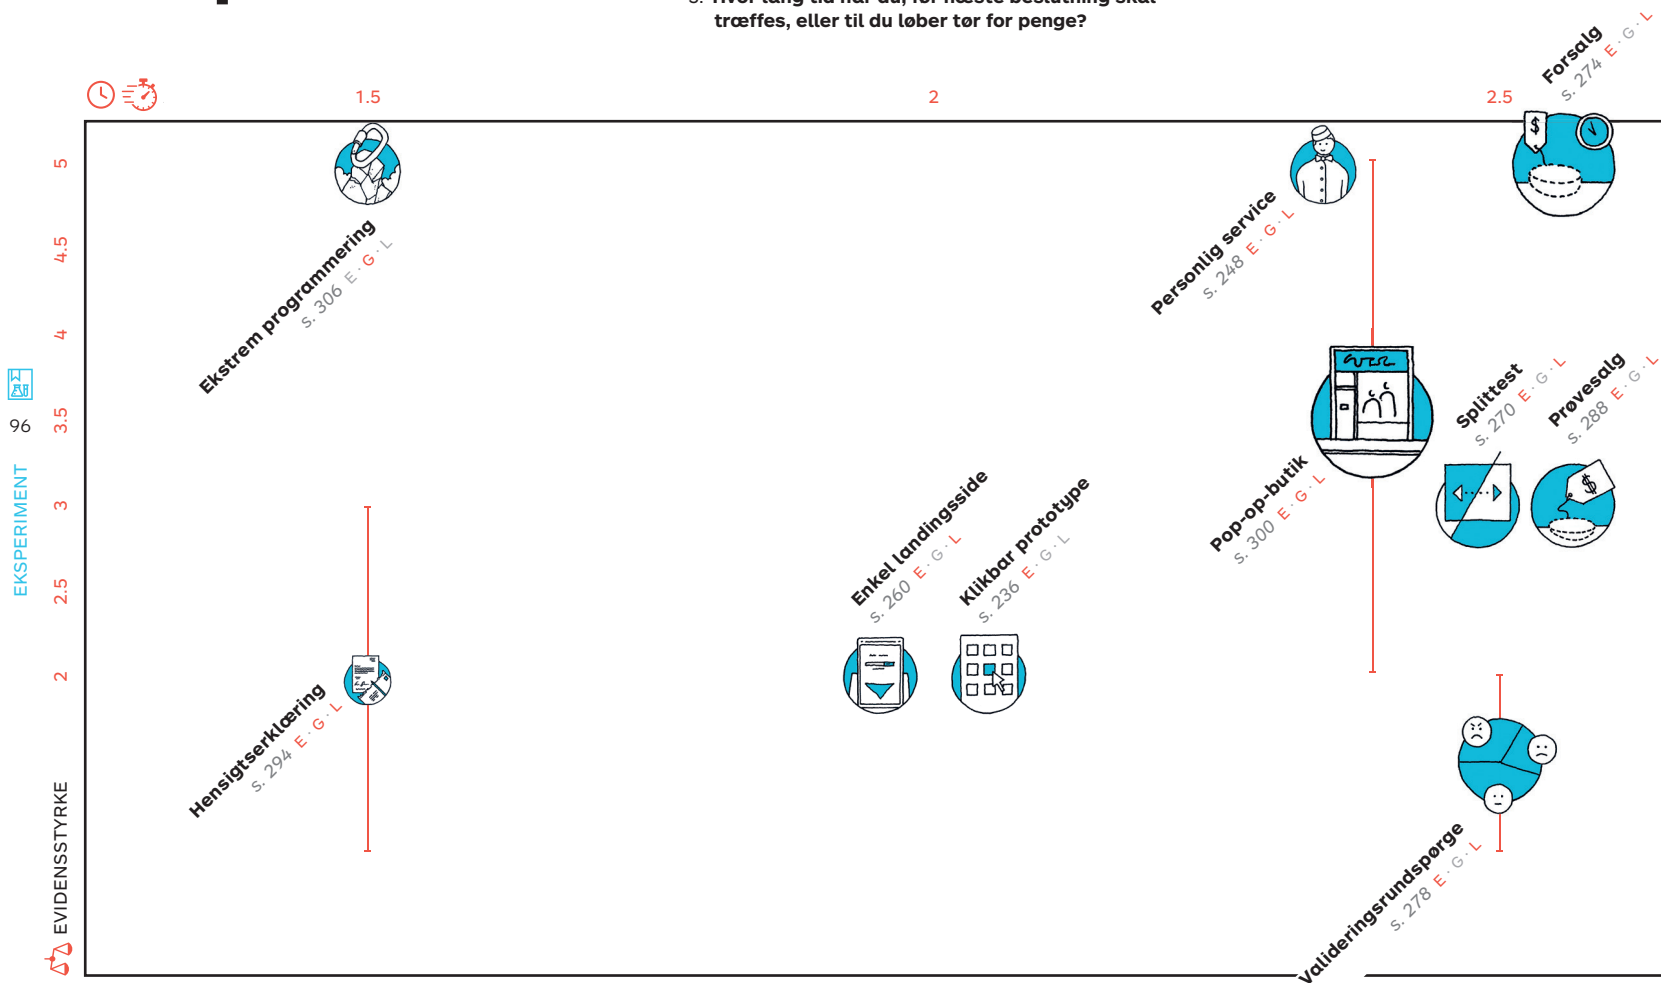 træffes, eller til du løber tør for penge?
1.5
2
2.5
5
4.5
4
3.5
3
2.5
2
EVIDENSSTYRKE
96
EKSPERIMENT
Forsalg
s. 274 E · G · L
Ekstrem programmering
s. 306 E · G · L
Personlig service
s. 248 E · G · L
Splittest
s. 270 E · G · L
Prøvesalg
s. 288 E · G · L
Pop-op-butik
s. 300 E · G · L
Enkel landingsside
s. 260 E · G · L
Klikbar prototype
s. 236 E · G · L
Hensigtserklæring
s. 294 E · G · L
Valideringsrundspørge
s. 278 E · G · L
$
$